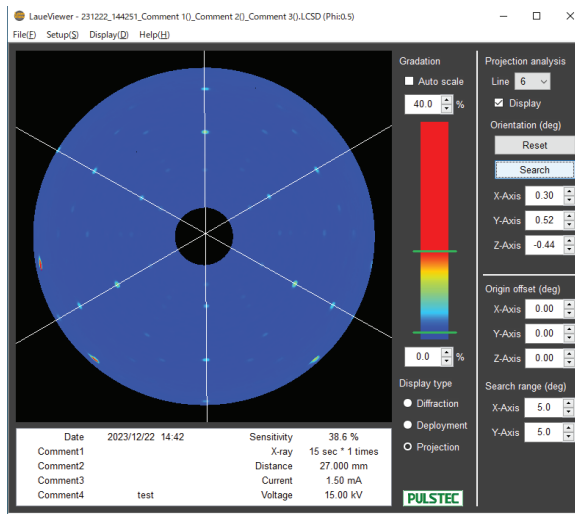 LaueViewer - 231222_144251_Comment 1()_Comment 2()_Comment 3().LCSD (Phi:0.5)
File(F) Setup(S) Display(D) Help(H)
Gradation
Auto scale
40.0 %
0.0 %
Display type
Diffraction
Deployment
Projection
PULSTEC
Projection analysis
Line 6
Display
Orientation (deg)
Reset
Search
X-Axis 0.30
Y-Axis 0.52
Z-Axis -0.44
Origin offset (deg)
X-Axis 0.00
Y-Axis 0.00
Z-Axis 0.00
Search range (deg)
X-Axis 5.0
Y-Axis 5.0
Date 2023/12/22 14:42 Sensitivity 38.6 %
Comment1 X-ray 15 sec * 1 times
Comment2 Distance 27.000 mm
Comment3 Current 1.50 mA
Comment4 test Voltage 15.00 kV